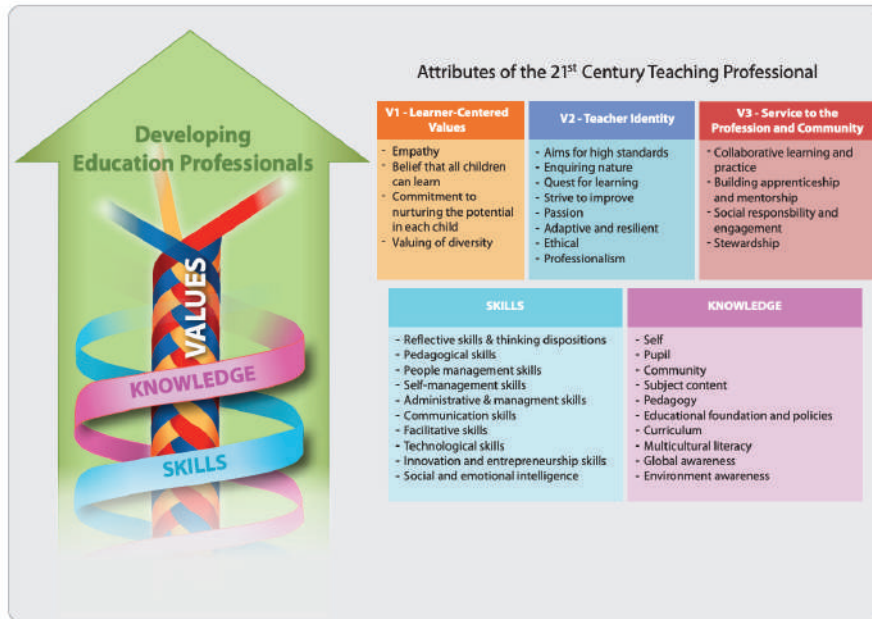 Developing
Education Professionals
VALUES
KNOWLEDGE
SKILLS
Attributes of the 21st Century Teaching Professional
V1 - Learner-Centered
Values
- Empathy
- Belief that all children
can learn
- Commitment to
nurturing the potential
in each child
- Valuing of diversity
V2 - Teacher Identity
- Aims for high standards
- Enquiring nature
- Quest for learning
- Strive to improve
- Passion
- Adaptive and resilient
- Ethical
- Professionalism
V3 - Service to the
Profession and Community
- Collaborative learning and
practice
- Building apprenticeship
and mentorship
- Social responsbility and
engagement
- Stewardship
SKILLS
- Reflective skills & thinking dispositions
- Pedagogical skills
- People management skills
- Self-management skills
- Administrative & managment skills
- Communication skills
- Facilitative skills
- Technological skills
- Innovation and entrepreneurship skills
- Social and emotional intelligence
KNOWLEDGE
- Self
- Pupil
- Community
- Subject content
- Pedagogy
- Educational foundation and policies
- Curriculum
- Multicultural literacy
- Global awareness
- Environment awareness